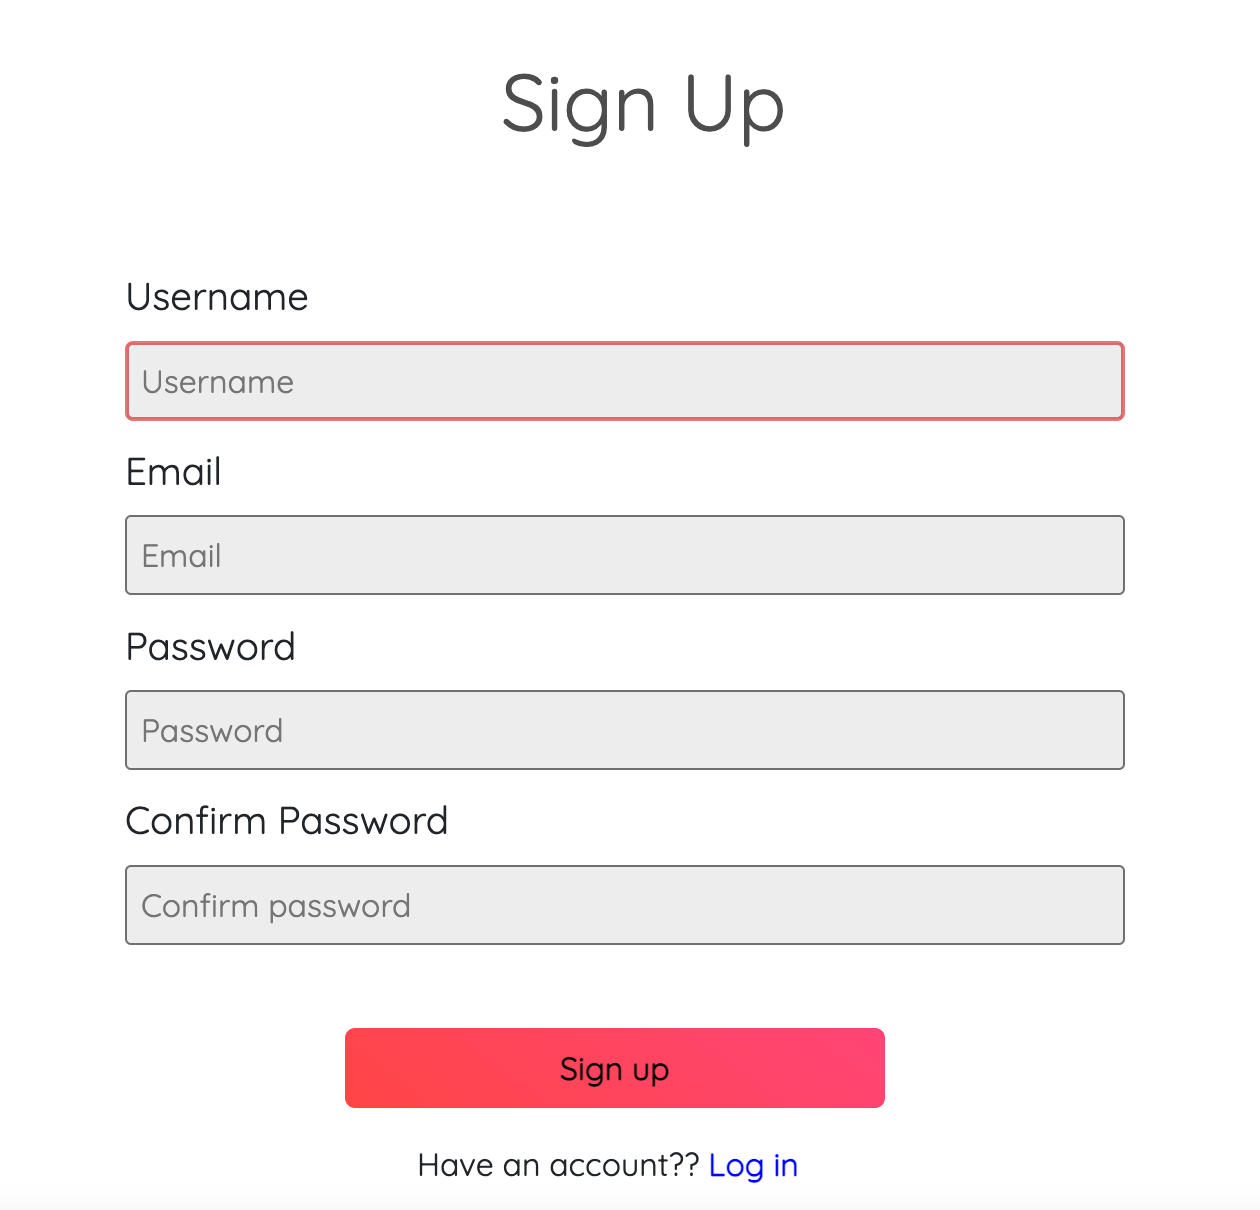 Sign Up
Username
Username
Email
Email
Password
Password
Confirm Password
Confirm password
Sign up
Have an account?? Log in